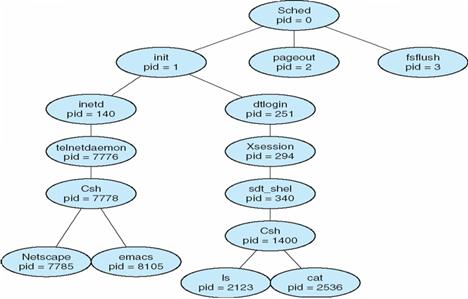 Sched
pid = 0
init
pid = 1
pageout
pid = 2
fsflush
pid = 3
inetd
pid = 140
dtlogin
pid = 251
telnetdaemon
pid = 7776
Xsession
pid = 294
Csh
pid = 7778
sdt_shel
pid = 340
Csh
pid = 1400
Netscape
pid = 7785
emacs
pid = 8105
ls
pid = 2123
cat
pid = 2536